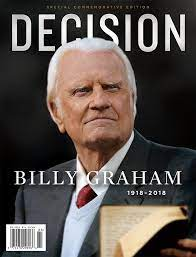 SPECIAL COMMEMORATIVE EDITION
DECISION
BILLY GRAHAM
1918-2018